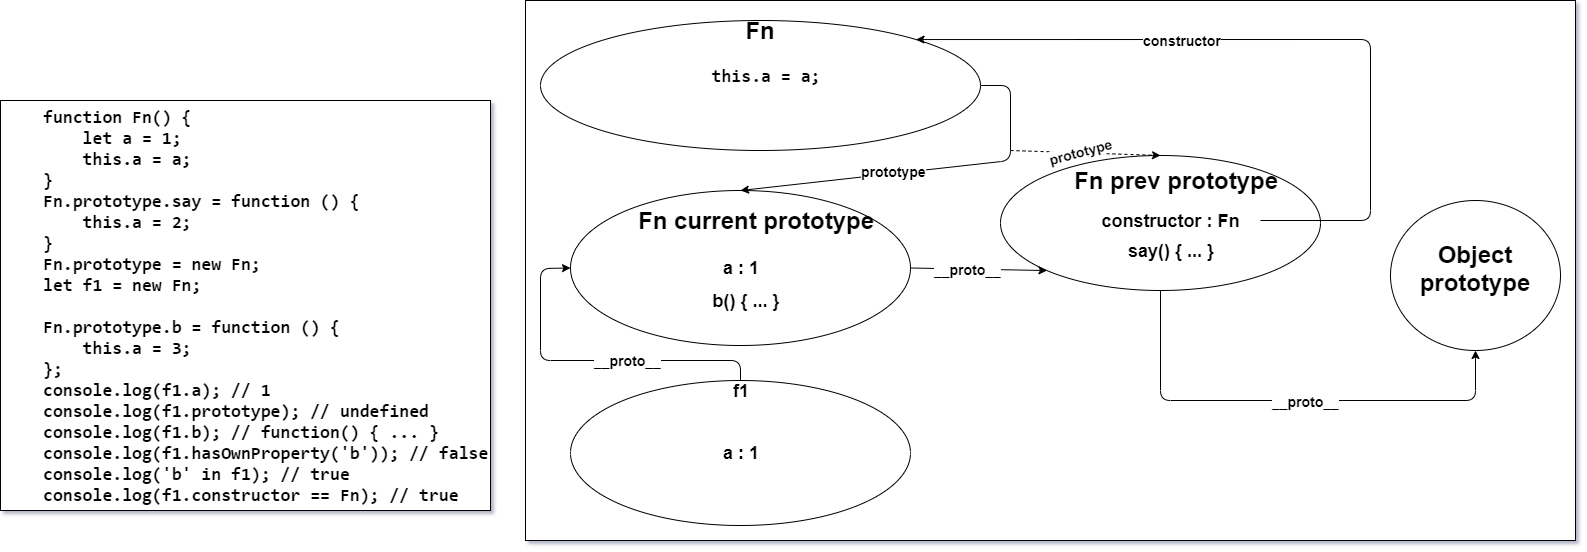 function Fn() {
    let a = 1;
    this.a = a;
}
Fn.prototype.say = function () {
    this.a = 2;
}
Fn.prototype = new Fn;
let f1 = new Fn;

Fn.prototype.b = function () {
    this.a = 3;
};
console.log(f1.a); // 1
console.log(f1.prototype); // undefined
console.log(f1.b); // function() { ... }
console.log(f1.hasOwnProperty('b')); // false
console.log('b' in f1); // true
console.log(f1.constructor == Fn); // true
Fn
this.a = a;
constructor
prototype
prototype
Fn prev prototype
constructor : Fn
say() { ... }
Fn current prototype
a : 1
b() { ... }
__proto__
Object
prototype
__proto__
f1
a : 1
__proto__